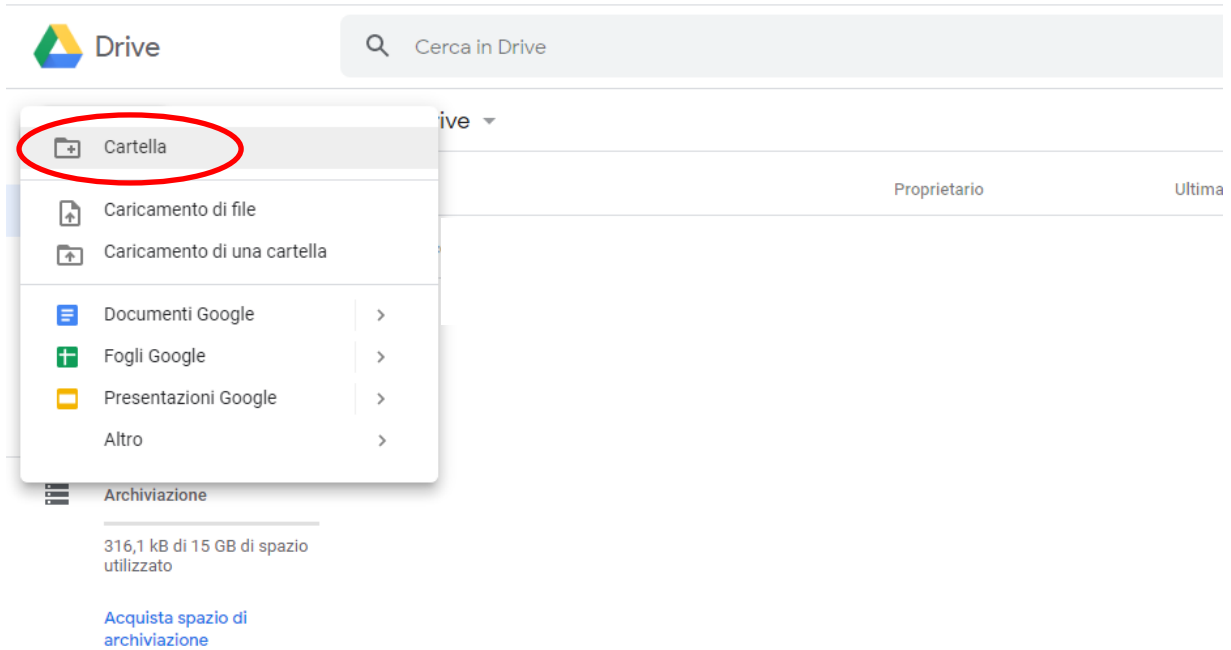 Drive
Cerca in Drive
ive
Cartella
Proprietario
Ultima
Caricamento di file
Caricamento di una cartella
Documenti Google
Fogli Google
Presentazioni Google
Altro
Archiviazione
316,1 kB di 15 GB di spazio
utilizzato
Acquista spazio di
archiviazione